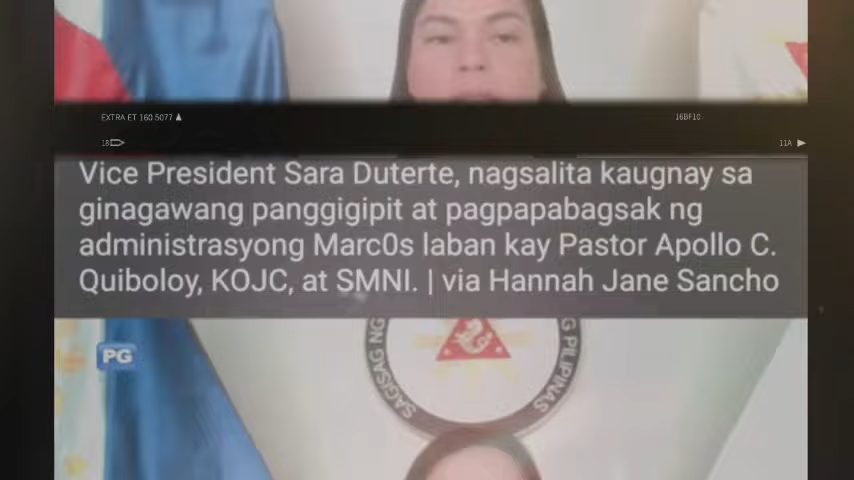 EXTRA ET 160 5077 ▲
16BF10
18
11A ▶
Vice President Sara Duterte, nagsalita kaugnay sa
ginagawang panggigipit at pagpapabagsak ng
administrasyong Marc0s laban kay Pastor Apollo C.
Quiboloy, KOJC, at SMNI. | via Hannah Jane Sancho
PG
SAGISAG NG
G PILIPINAS